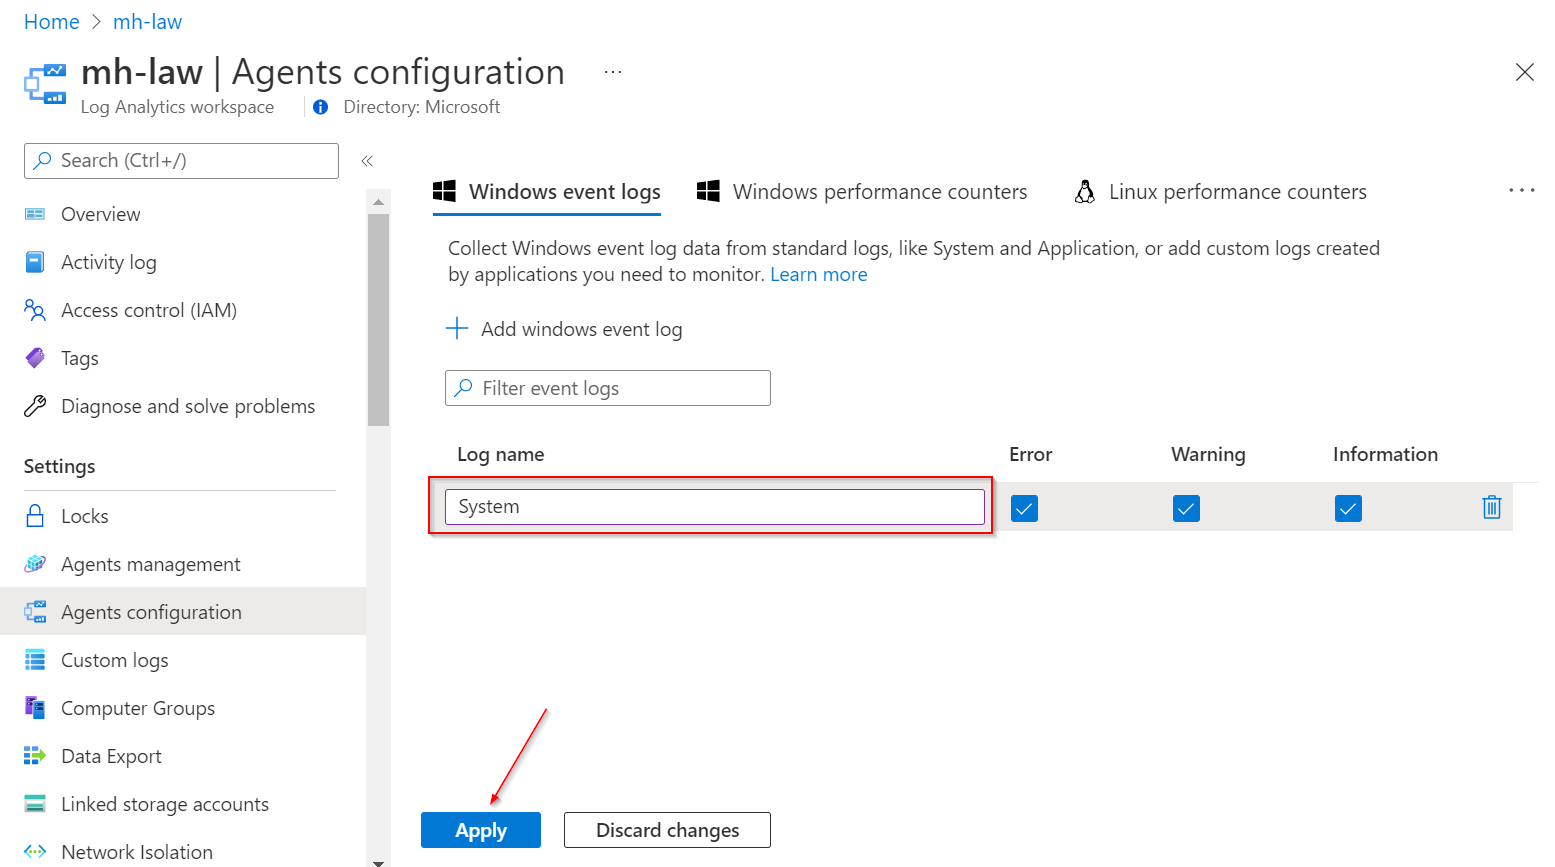 Home > mh-law
mh-law | Agents configuration ...
Log Analytics workspace
Directory: Microsoft
Search (Ctrl+/)
«
Overview
Activity log
Access control (IAM)
Tags
Diagnose and solve problems
Settings
Locks
Agents management
Agents configuration
Custom logs
Computer Groups
Data Export
Linked storage accounts
Network Isolation
Windows event logs
Windows performance counters
Linux performance counters
...
Collect Windows event log data from standard logs, like System and Application, or add custom logs created
by applications you need to monitor. Learn more
Add windows event log
Filter event logs
Log name Error Warning Information
System
Apply
Discard changes